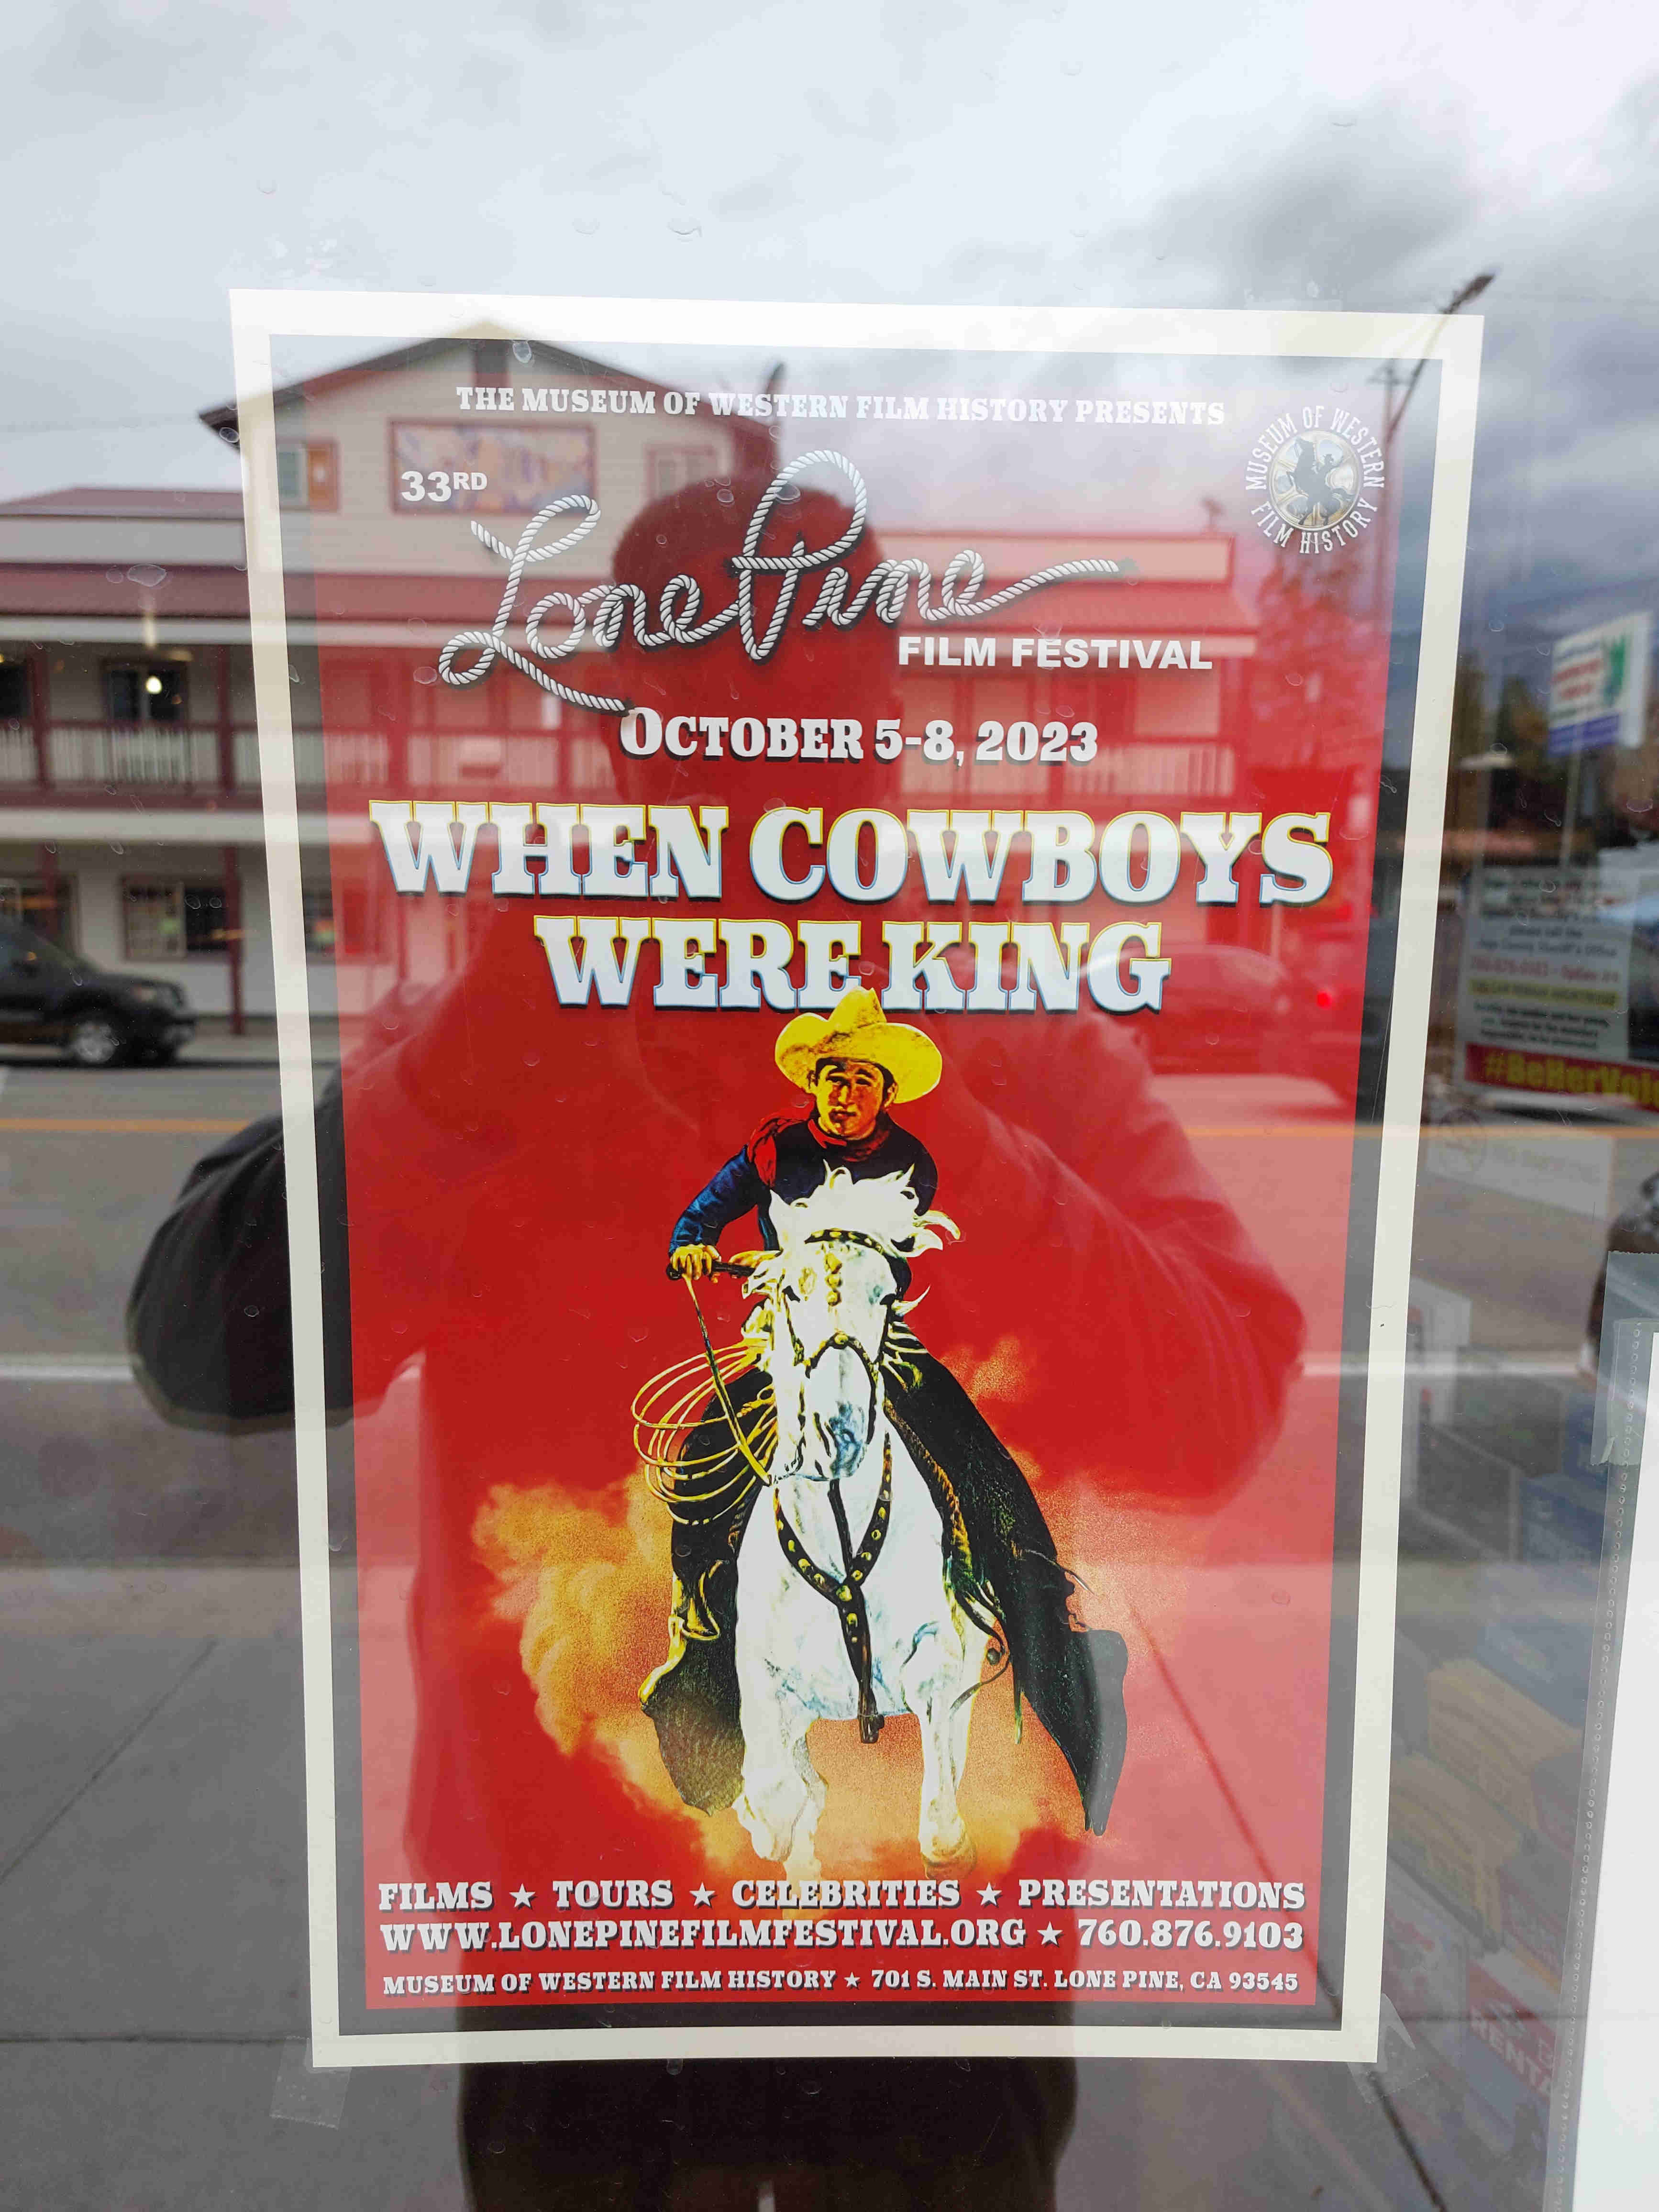 THE MUSEUM OF WESTERN FILM HISTORY PRESENTS
MUSEUM OF WESTERN
FILM HISTORY
33RD
Lone Pine
FILM FESTIVAL
OCTOBER 5-8, 2023
WHEN COWBOYS
WERE KING
FILMS ★ TOURS ★ CELEBRITIES ★ PRESENTATIONS
WWW.LONEPINEFILMFESTIVAL.ORG ★ 760.876.9103
MUSEUM OF WESTERN FILM HISTORY ★ 701 S. MAIN ST. LONE PINE, CA 93545